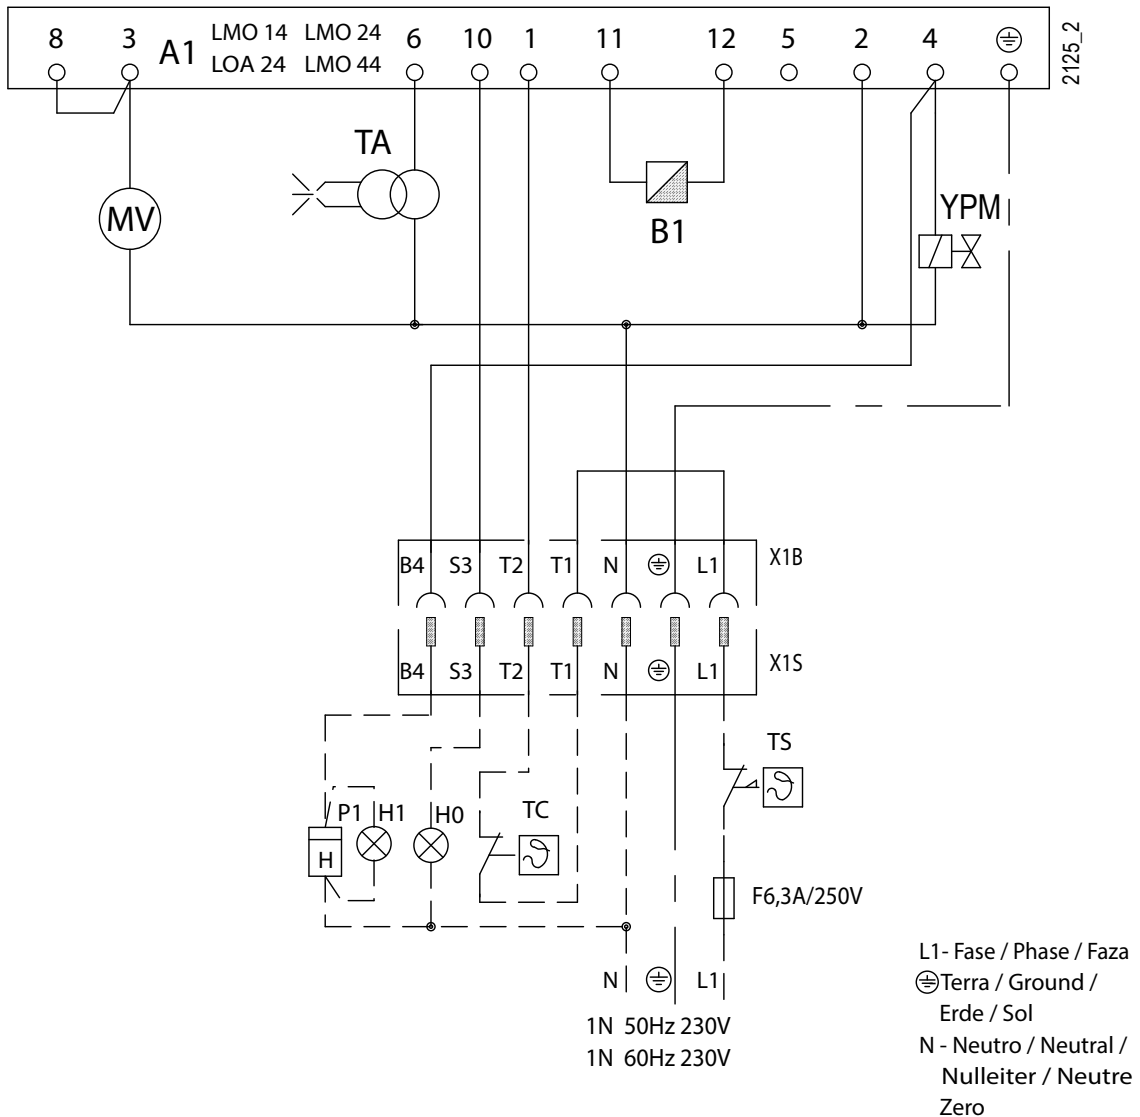 8 3 A1 LMO 14 LMO 24 6 10 1 11 12 5 2 4
LOA 24 LMO 44
2125_2
TA
MV
B1
YPM
B4 S3 T2 T1 N L1 X1B
B4 S3 T2 T1 N L1 X1S
TS
P1 H1 H0 TC
H
F6,3A/250V
N L1
1N 50Hz 230V
1N 60Hz 230V
L1- Fase / Phase / Faza
Terra / Ground /
Erde / Sol
N - Neutro / Neutral /
Nulleiter / Neutre
Zero